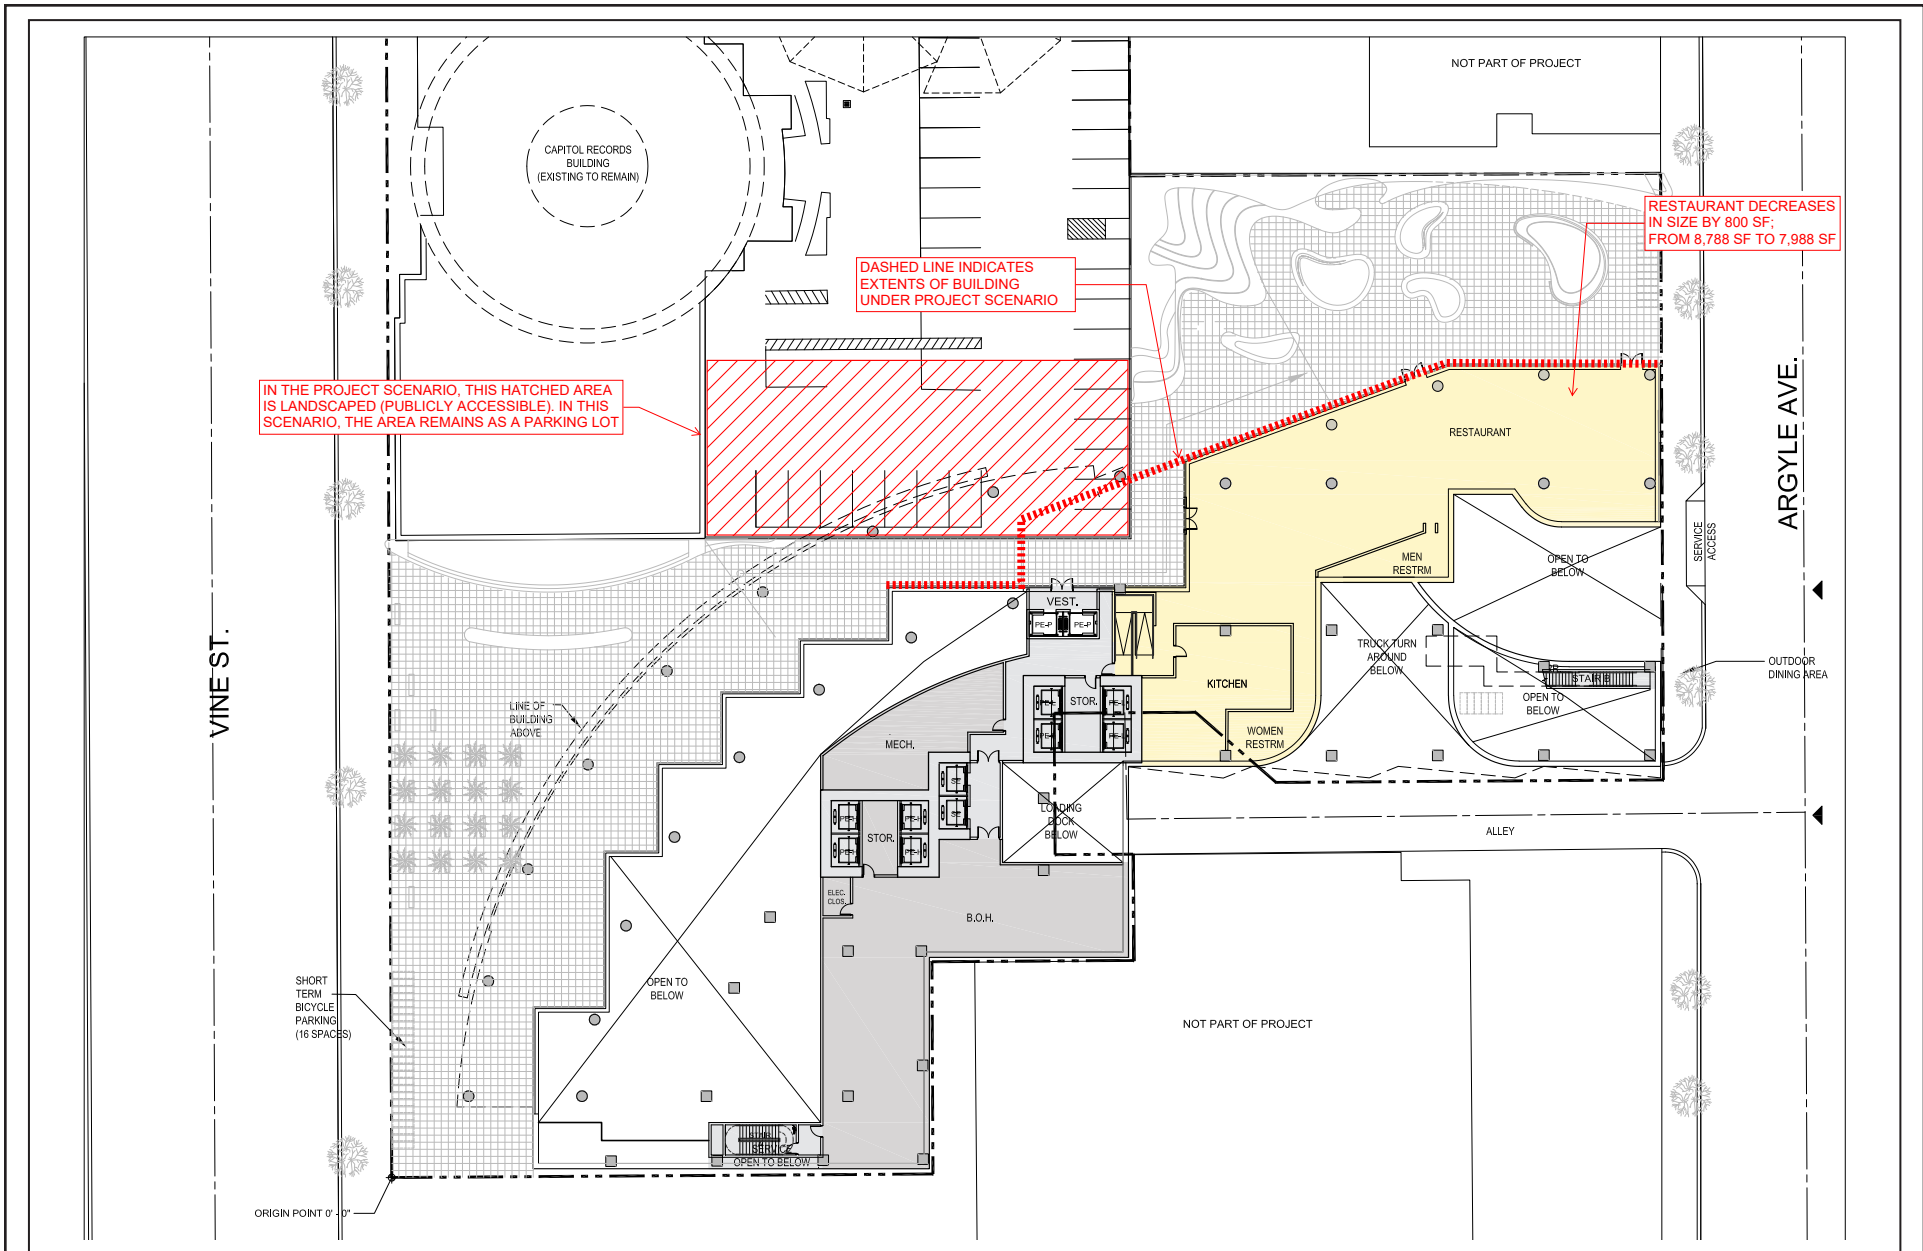 NOT PART OF PROJECT
CAPITOL RECORDS
BUILDING
(EXISTING TO REMAIN)
RESTAURANT DECREASES
IN SIZE BY 800 SF;
FROM 8,788 SF TO 7,988 SF
DASHED LINE INDICATES
EXTENTS OF BUILDING
UNDER PROJECT SCENARIO
IN THE PROJECT SCENARIO, THIS HATCHED AREA
IS LANDSCAPED (PUBLICLY ACCESSIBLE). IN THIS
SCENARIO, THE AREA REMAINS AS A PARKING LOT
ARGYLE AVE.
RESTAURANT
SERVICE
ACCESS
MEN
RESTRM
OPEN TO
BELOW
VEST.
PE-P
PE-P
VINE ST.
TRUCK TURN
AROUND
BELOW
OUTDOOR
DINING AREA
STAIR B
KITCHEN
STOR.
OPEN TO
BELOW
LINE OF
BUILDING
ABOVE
WOMEN
RESTRM
MECH.
SE
SE
LOADING
DOCK
BELOW
ALLEY
STOR.
ELEC.
CLOS.
B.O.H.
OPEN TO
BELOW
SHORT
TERM
BICYCLE
PARKING
(16 SPACES)
NOT PART OF PROJECT
STAIR
SERVICE
OPEN TO BELOW
ORIGIN POINT 0' - 0"